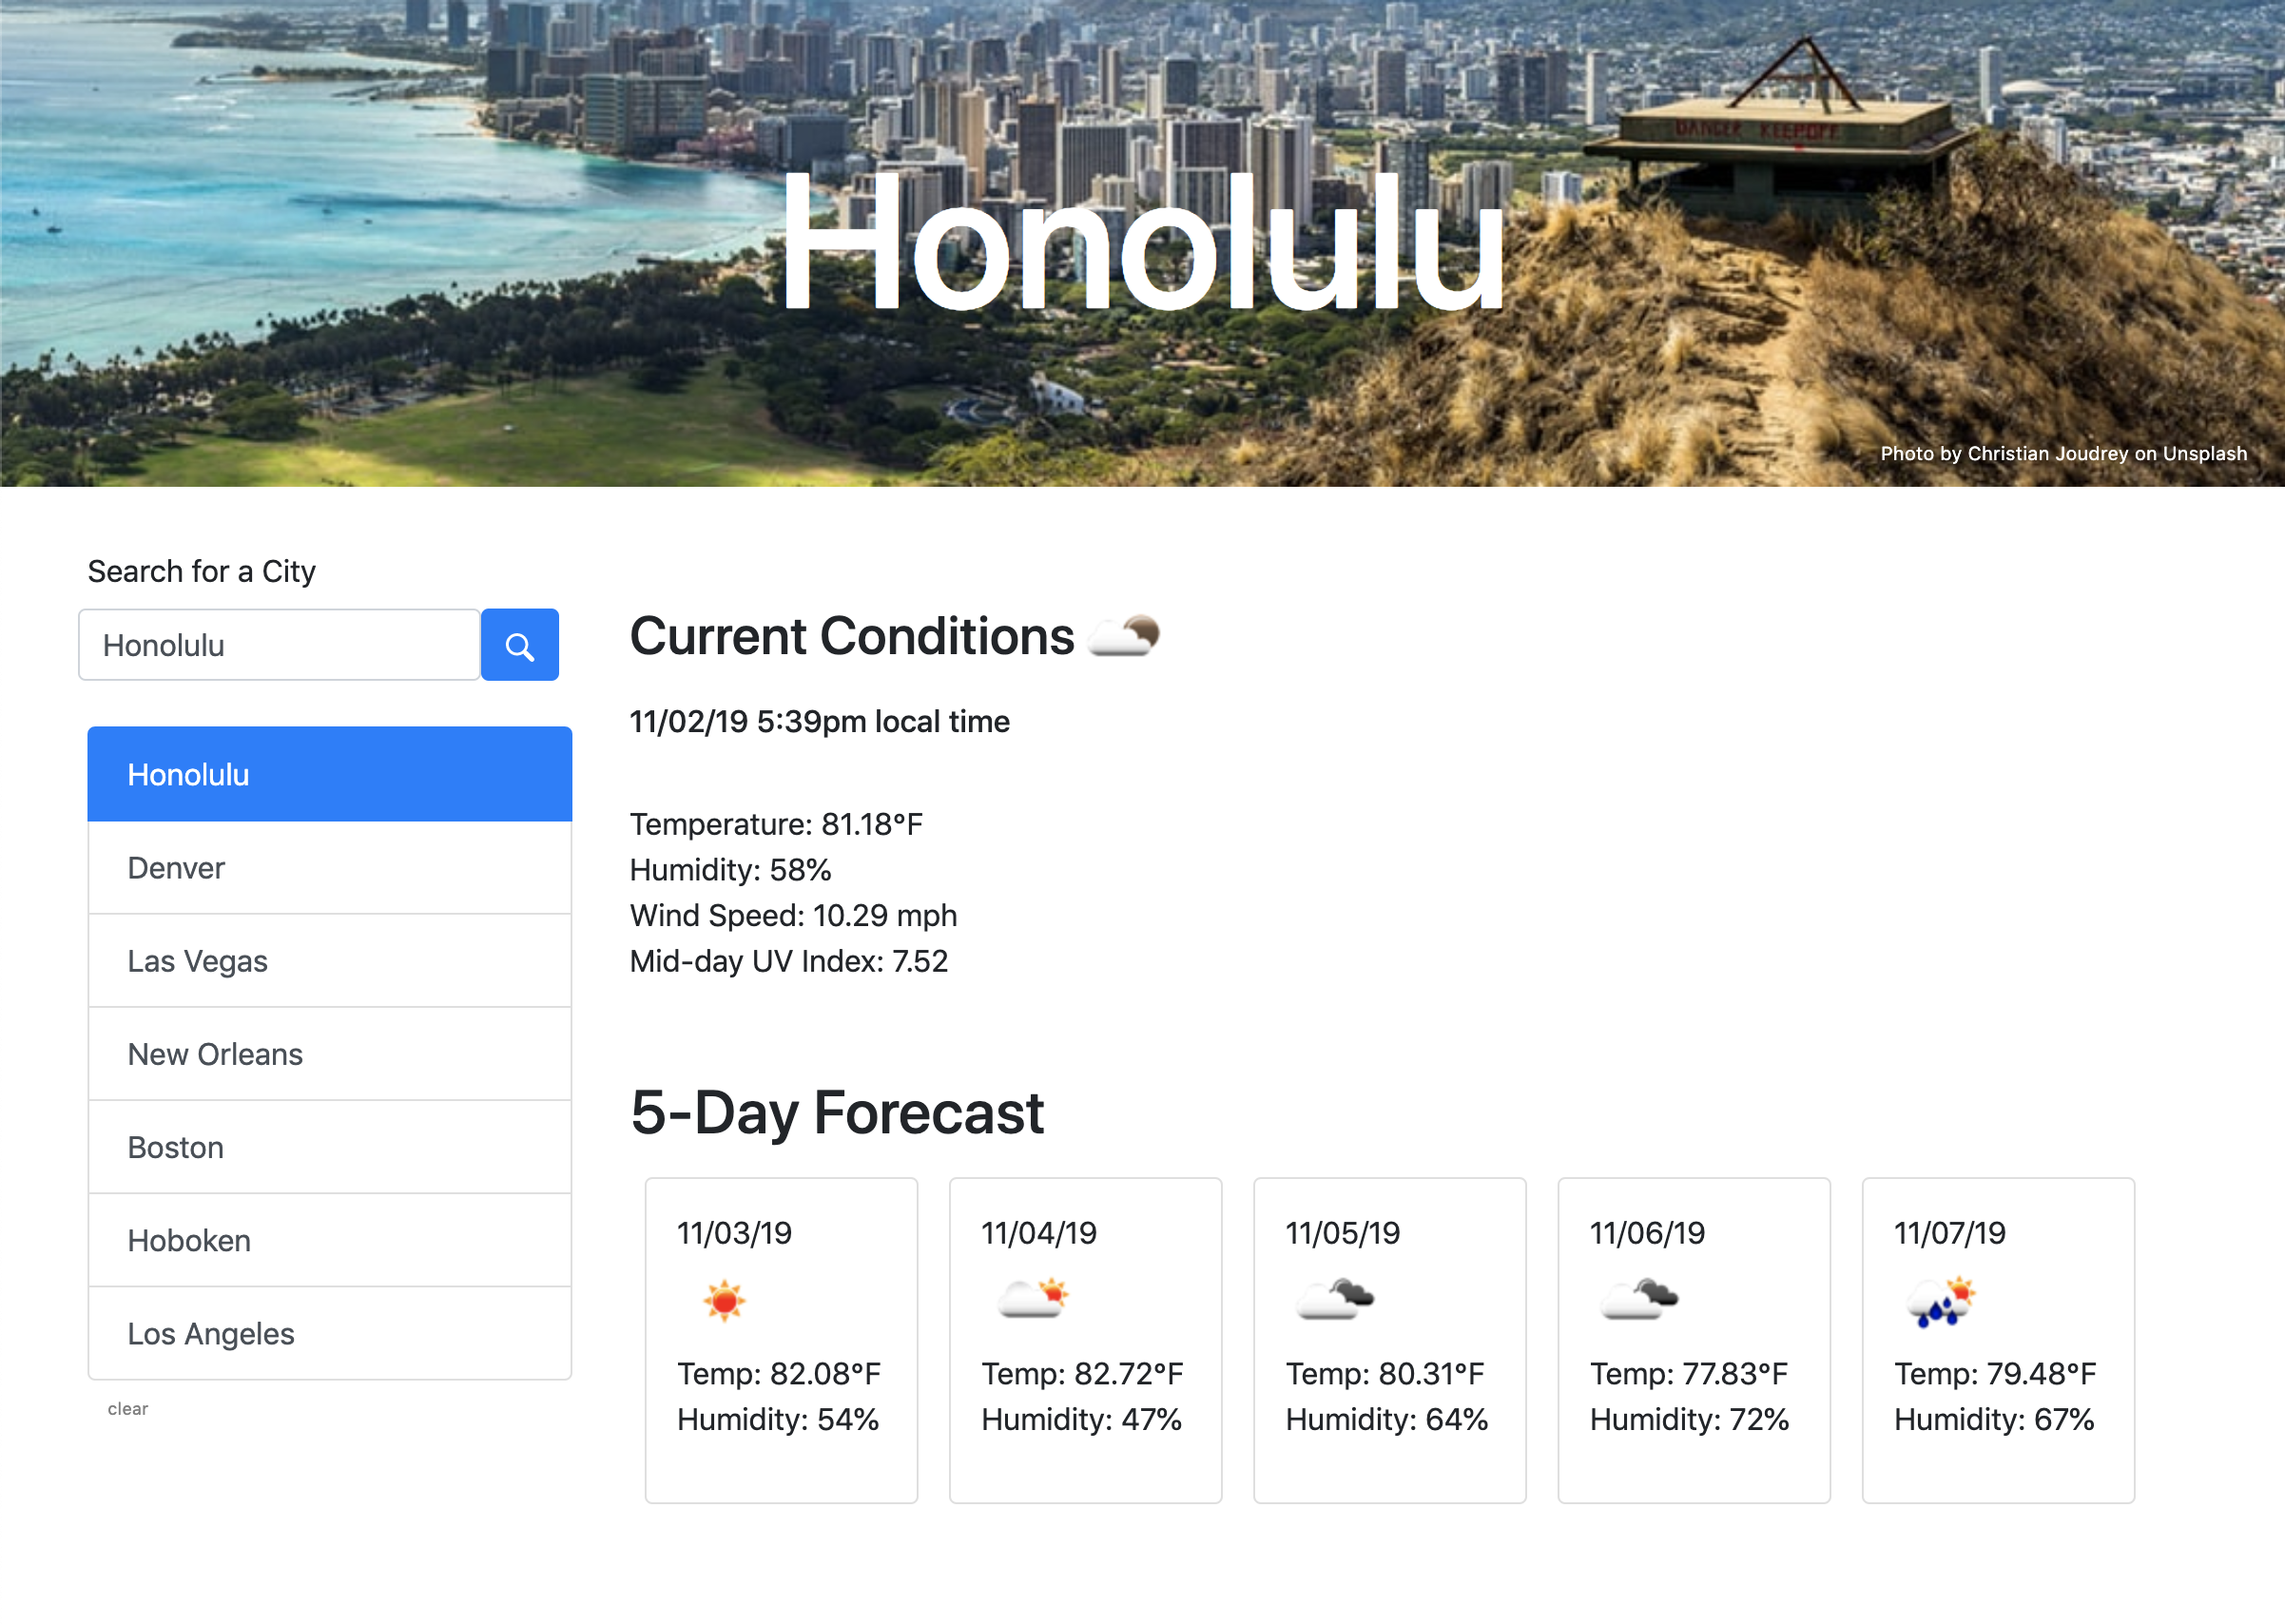 DANGER KEEP OFF
Honolulu
Photo by Christian Joudrey on Unsplash
Search for a City
Honolulu
Honolulu
Denver
Las Vegas
New Orleans
Boston
Hoboken
Los Angeles
clear
Current Conditions
11/02/19 5:39pm local time
Temperature: 81.18°F
Humidity: 58%
Wind Speed: 10.29 mph
Mid-day UV Index: 7.52
5-Day Forecast
11/03/19
Temp: 82.08°F
Humidity: 54%
11/04/19
Temp: 82.72°F
Humidity: 47%
11/05/19
Temp: 80.31°F
Humidity: 64%
11/06/19
Temp: 77.83°F
Humidity: 72%
11/07/19
Temp: 79.48°F
Humidity: 67%